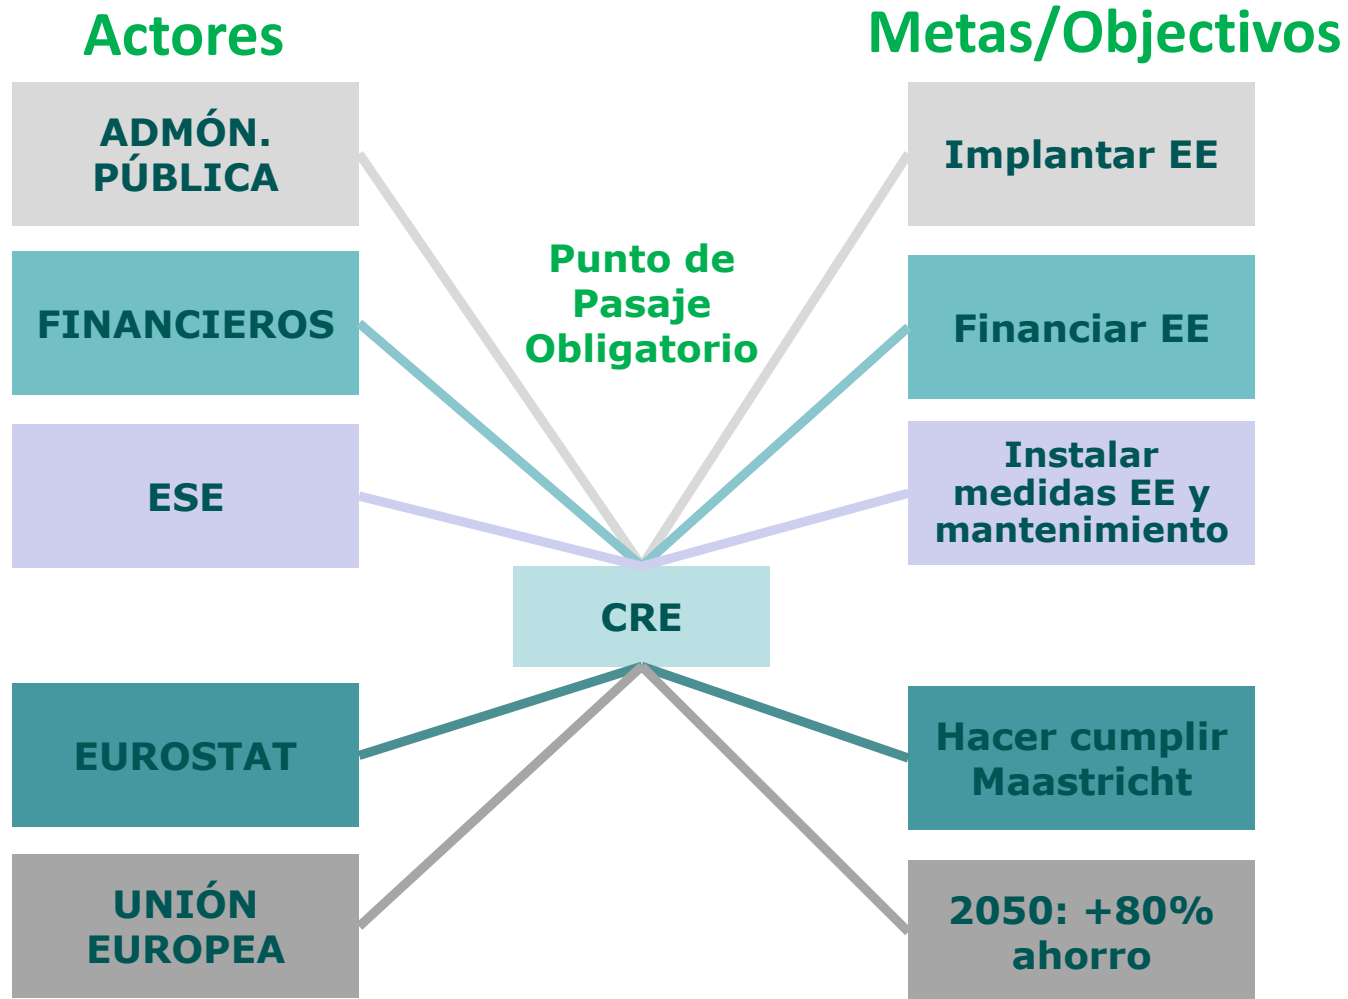 Actores
Metas/Objectivos
ADMÓN.
PÚBLICA
Implantar EE
Punto de
Pasaje
Obligatorio
FINANCIEROS
Financiar EE
ESE
Instalar
medidas EE y
mantenimiento
CRE
EUROSTAT
Hacer cumplir
Maastricht
UNIÓN
EUROPEA
2050: +80%
ahorro